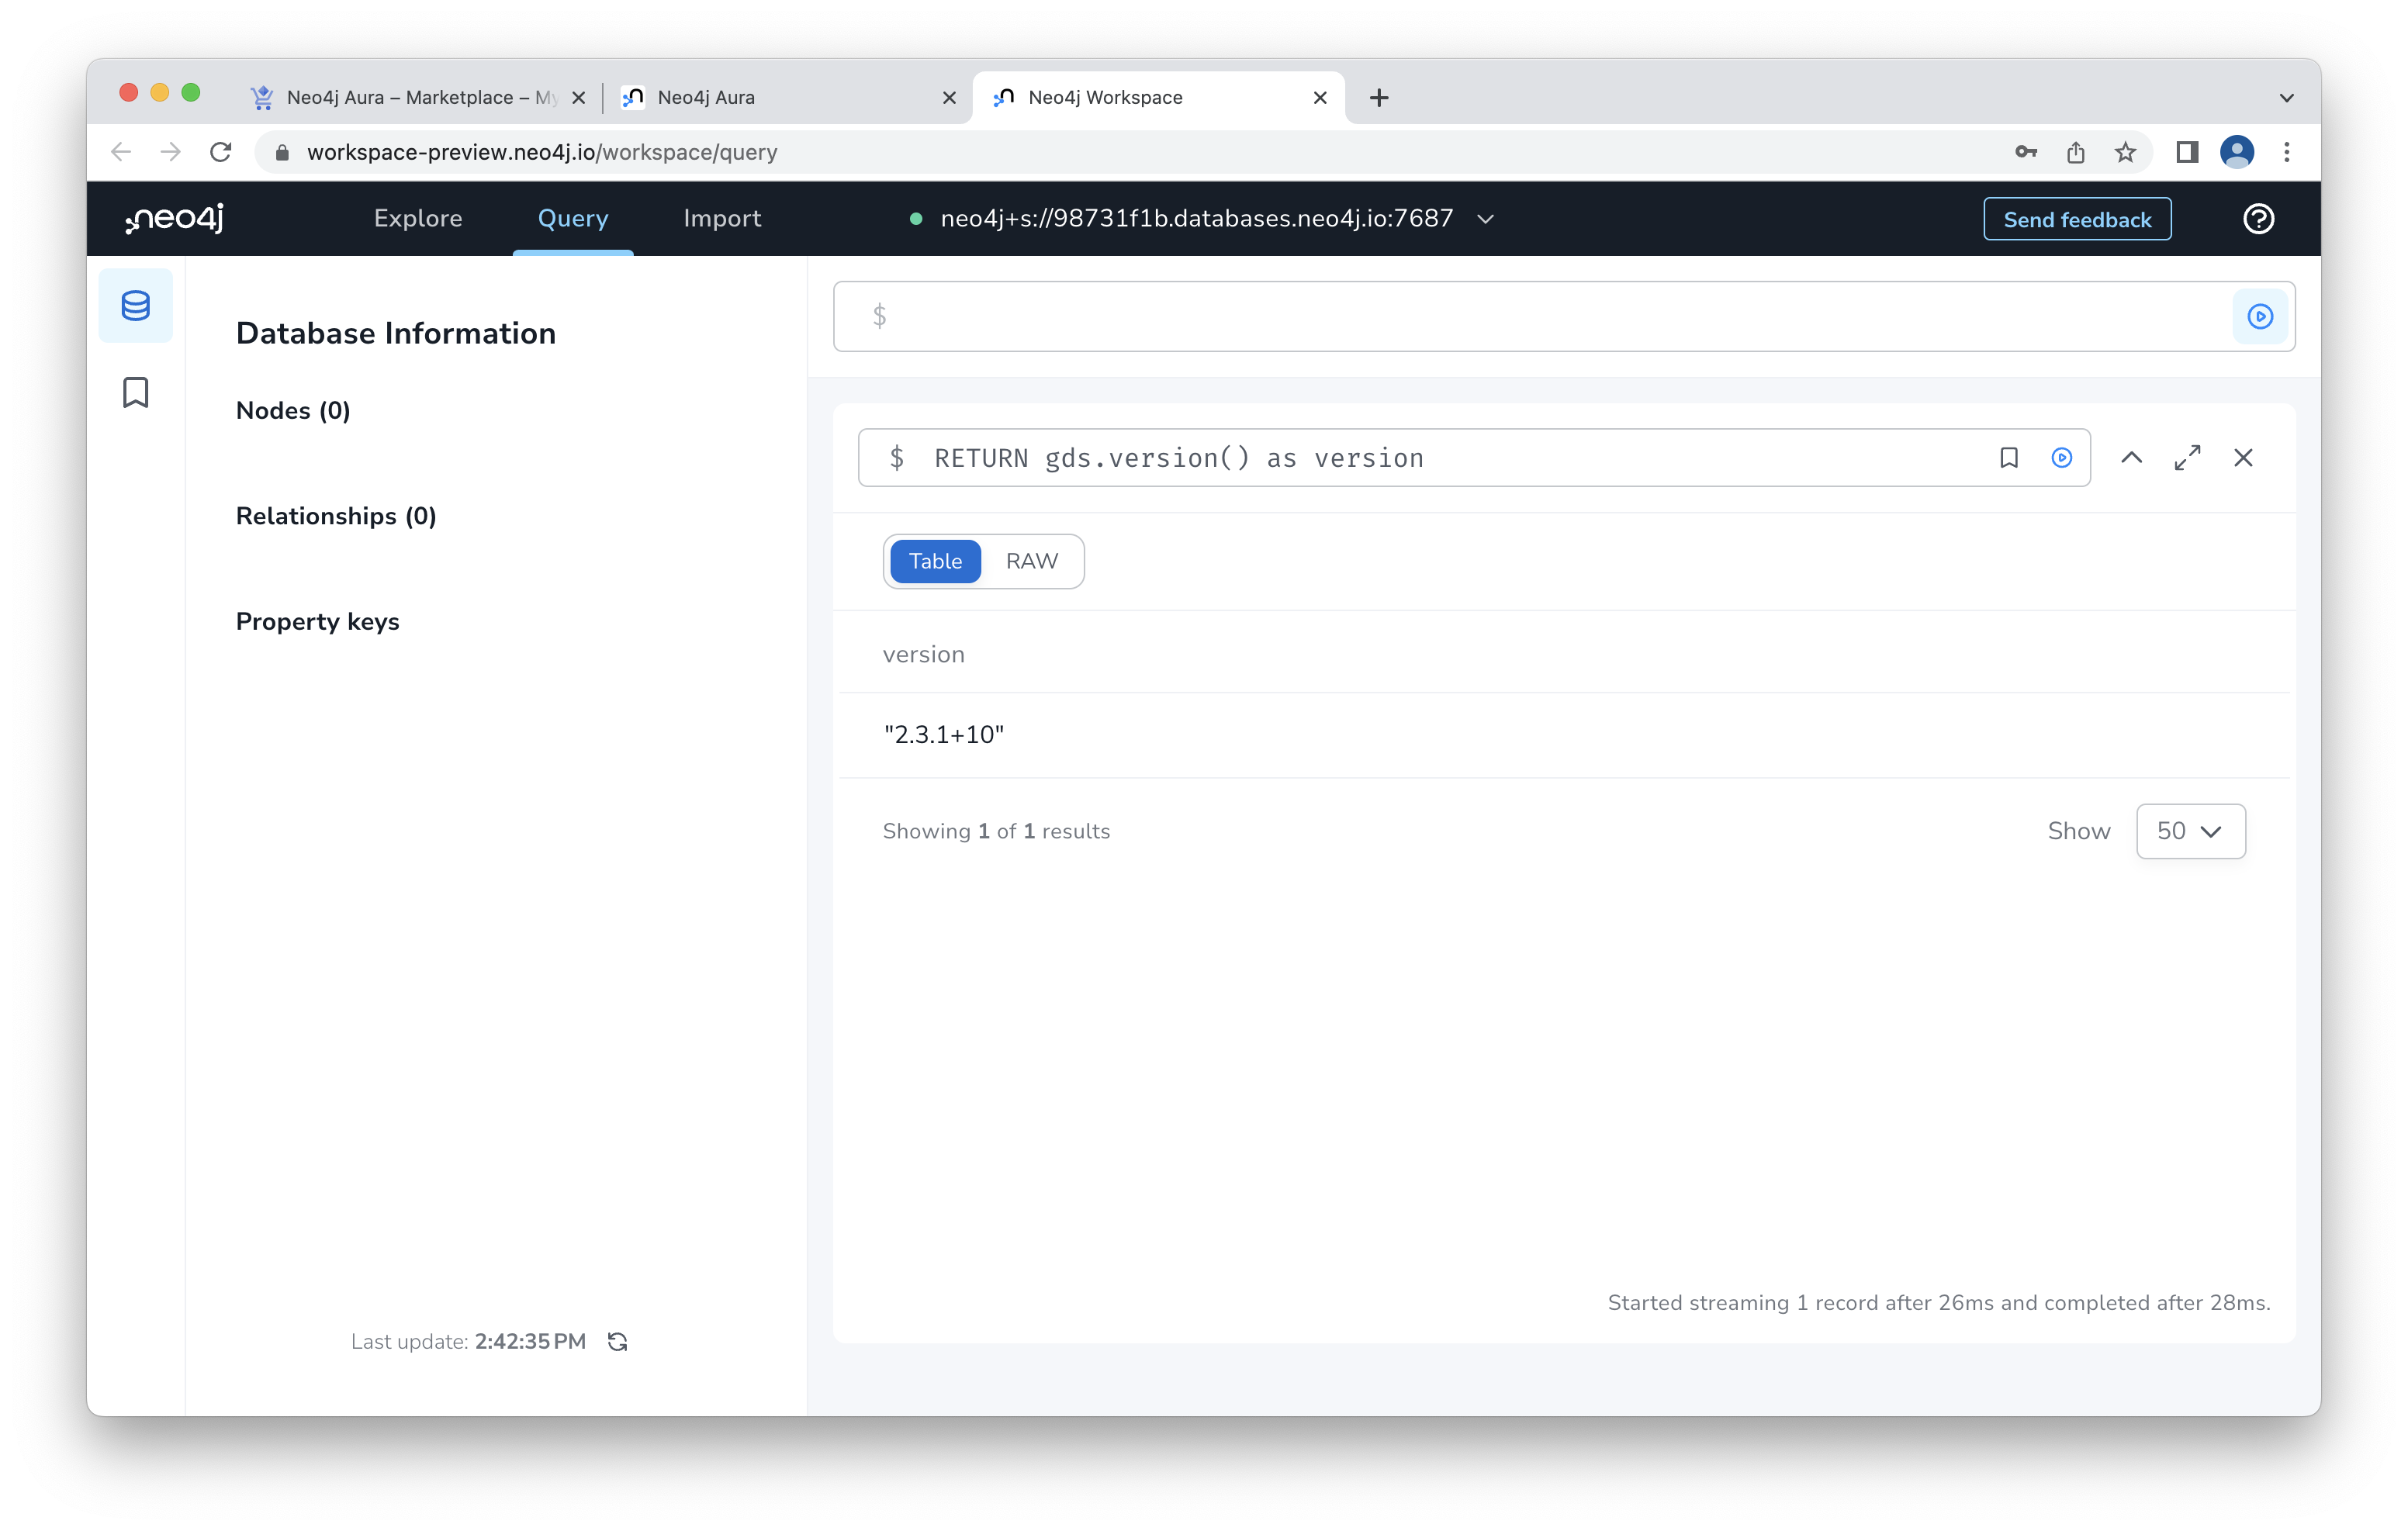 Neo4j Aura – Marketplace – My
Neo4j Aura
Neo4j Workspace
workspace-preview.neo4j.io/workspace/query
neo4j
Explore
Query
Import
neo4j+s://98731f1b.databases.neo4j.io:7687
Send feedback
Database Information
Nodes (0)
Relationships (0)
Property keys
Last update: 2:42:35 PM
$
$ RETURN gds.version() as version
Table
RAW
version
"2.3.1+10"
Showing 1 of 1 results
Show
50
Started streaming 1 record after 26ms and completed after 28ms.